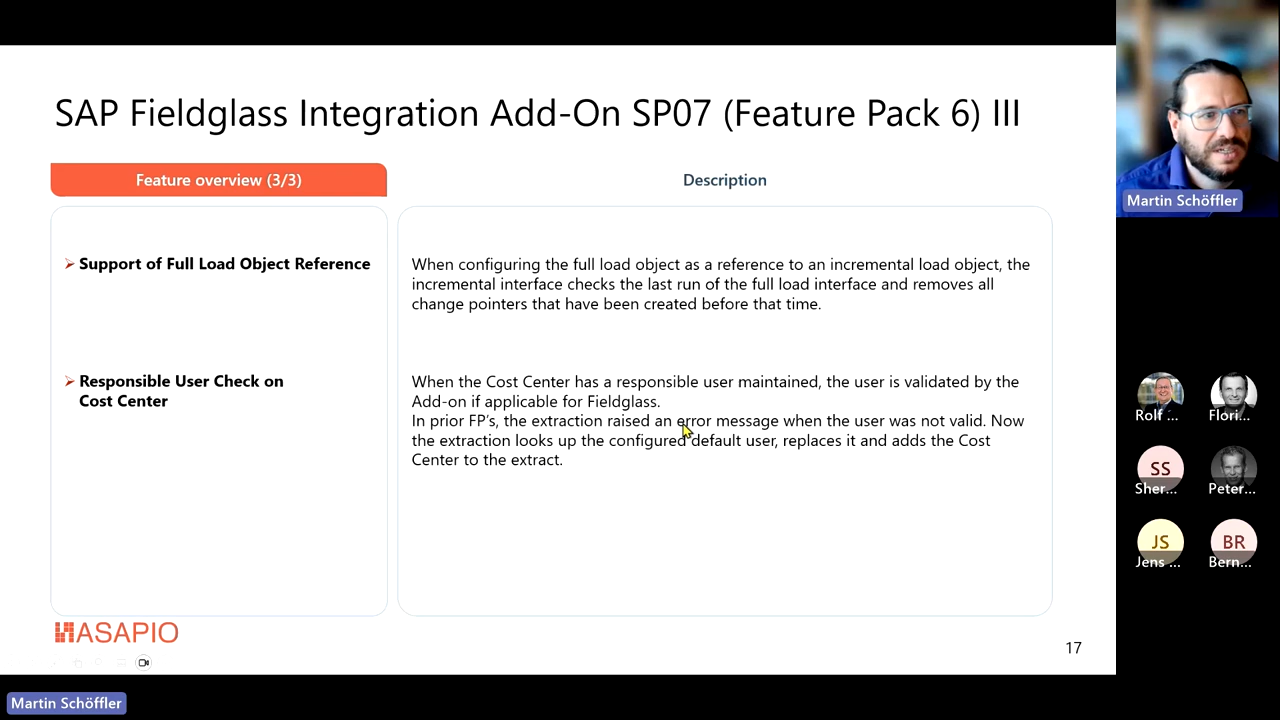 SAP Fieldglass Integration Add-On SP07 (Feature Pack 6) III
Feature overview (3/3)
Description
➢ Support of Full Load Object Reference
When configuring the full load object as a reference to an incremental load object, the
incremental interface checks the last run of the full load interface and removes all
change pointers that have been created before that time.
➢ Responsible User Check on
Cost Center
When the Cost Center has a responsible user maintained, the user is validated by the
Add-on if applicable for Fieldglass.
In prior FP's, the extraction raised an error message when the user was not valid. Now
the extraction looks up the configured default user, replaces it and adds the Cost
Center to the extract.
ASAPIO
17
Martin Schöffler
Martin Schöffler
Rolf ...
Flori...
SS
Sher...
Peter...
JS
Jens ...
BR
Bern...